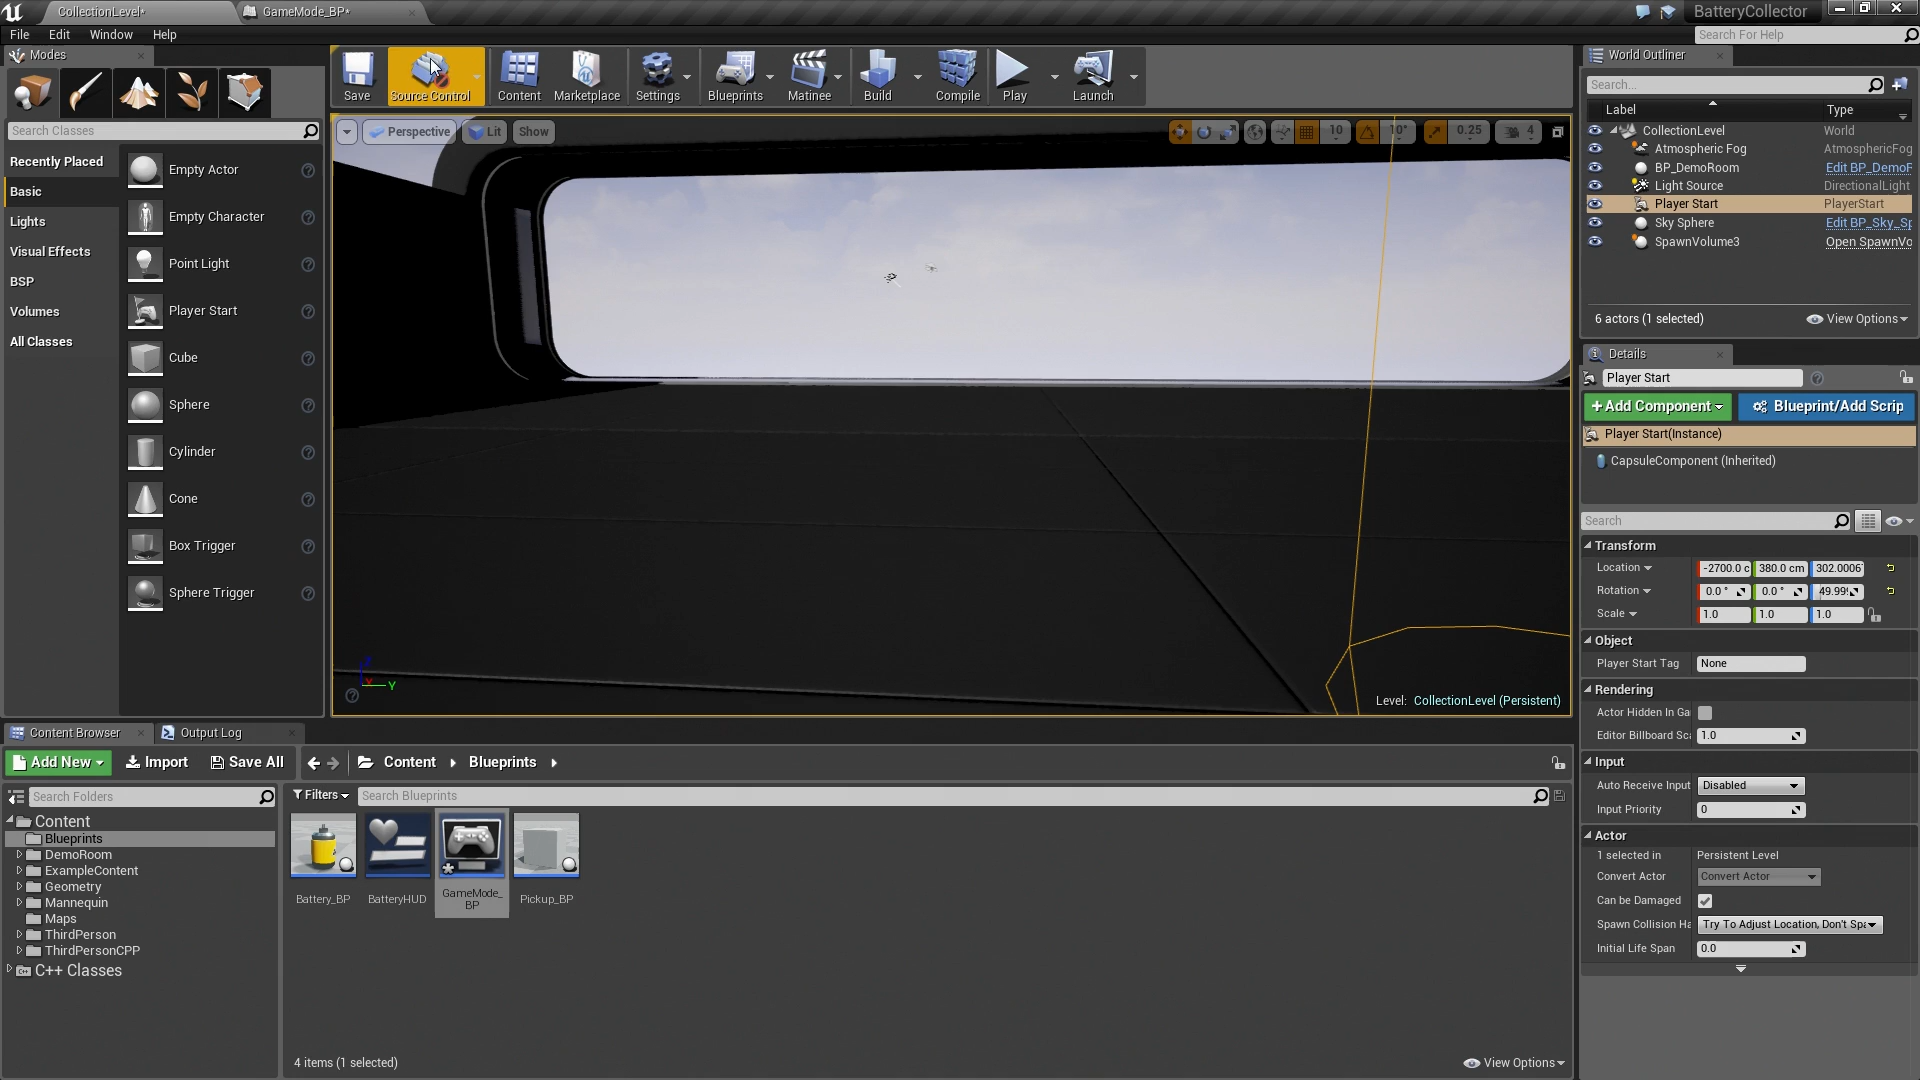 CollectionLevel*
GameMode_BP*
BatteryCollector
File Edit Window Help
Search For Help
Modes
Search Classes
Recently Placed
Basic
Lights
Visual Effects
BSP
Volumes
All Classes
Empty Actor
Empty Character
Point Light
Player Start
Cube
Sphere
Cylinder
Cone
Box Trigger
Sphere Trigger
Save
Source Control
Content
Marketplace
Settings
Blueprints
Matinee
Build
Compile
Play
Launch
Perspective
Lit
Show
10
10°
0.25
4
Z
X
Y
Level: CollectionLevel (Persistent)
World Outliner
Search...
Label Type
CollectionLevel World
Atmospheric Fog AtmosphericFog
BP_DemoRoom Edit BP_DemoF
Light Source DirectionalLight
Player Start PlayerStart
Sky Sphere Edit BP_Sky_Sp
SpawnVolume3 Open SpawnVo
6 actors (1 selected)
View Options
Details
Player Start
+Add Component
Blueprint/Add Scrip
Player Start(Instance)
CapsuleComponent (Inherited)
Search
Transform
Location -2700.0 c 380.0 cm 302.0006
Rotation 0.0 ° 0.0 ° 49.99
Scale 1.0 1.0 1.0
Object
Player Start Tag None
Rendering
Actor Hidden In Ga
Editor Billboard Sca 1.0
Input
Auto Receive Input Disabled
Input Priority 0
Actor
1 selected in Persistent Level
Convert Actor Convert Actor
Can be Damaged
Spawn Collision Ha Try To Adjust Location, Don't Spa
Initial Life Span 0.0
Content Browser
Output Log
Add New
Import
Save All
Content
Blueprints
Search Folders
Filters
Search Blueprints
Content
Blueprints
DemoRoom
ExampleContent
Geometry
Mannequin
Maps
ThirdPerson
ThirdPersonCPP
C++ Classes
Battery_BP
BatteryHUD
GameMode_
BP
Pickup_BP
4 items (1 selected)
View Options